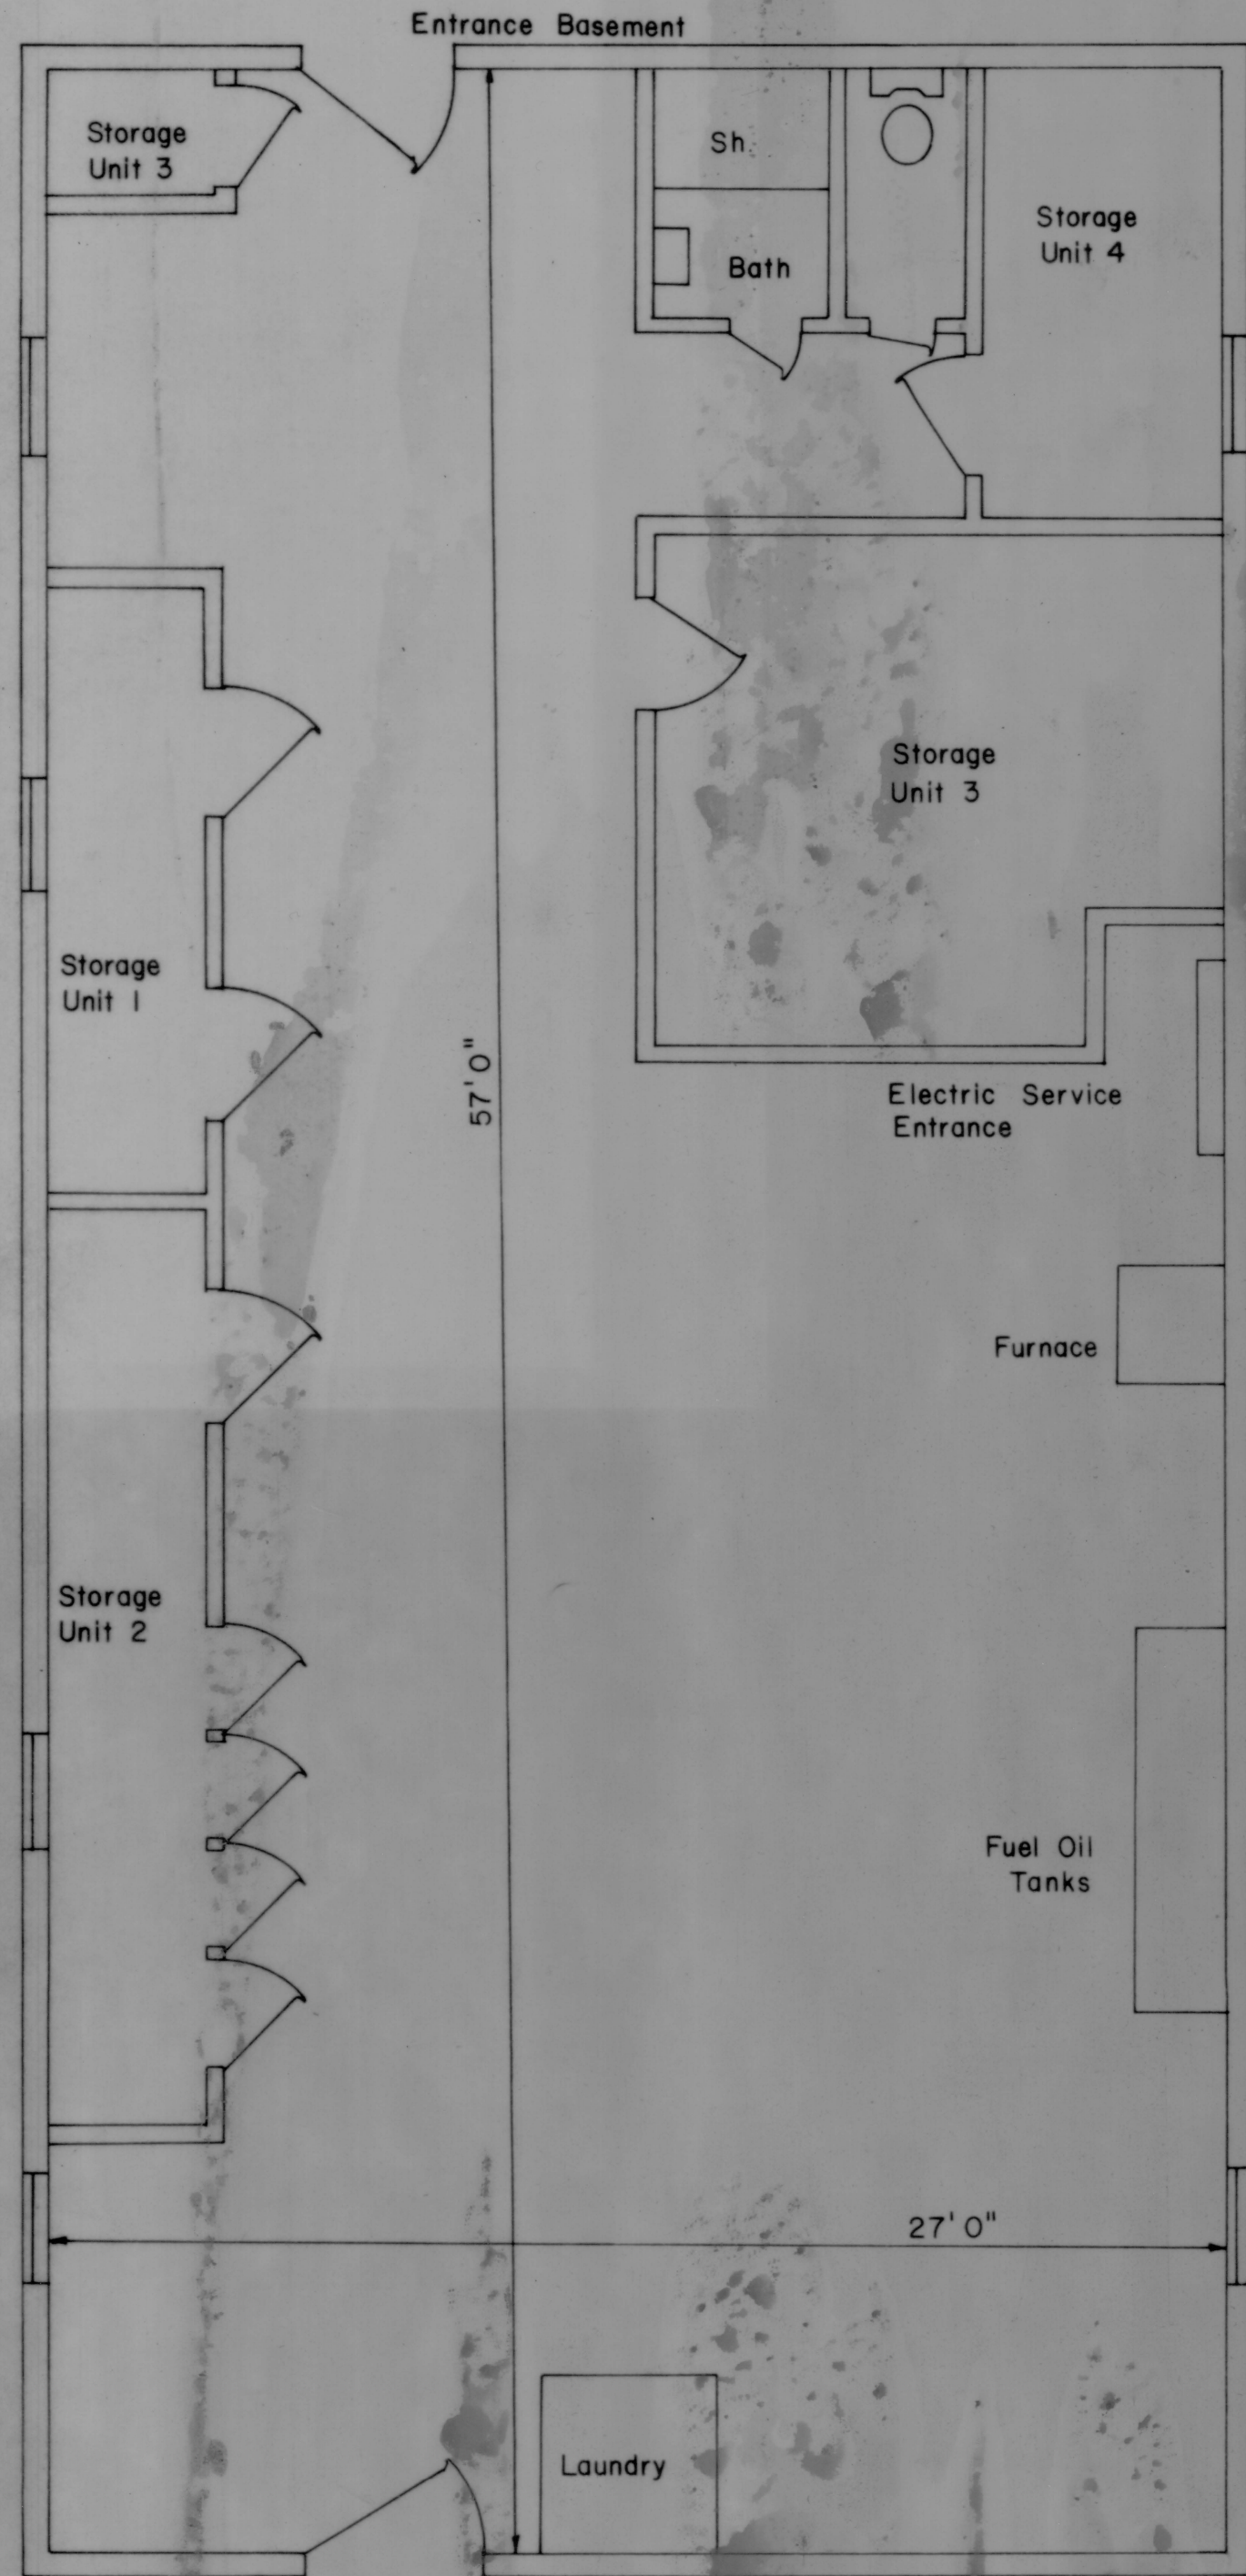 Entrance Basement
Storage
Unit 3
Sh.
Bath
Storage
Unit 4
Storage
Unit 3
Storage
Unit 1
57'0"
Electric Service
Entrance
Furnace
Storage
Unit 2
Fuel Oil
Tanks
27'0"
Laundry